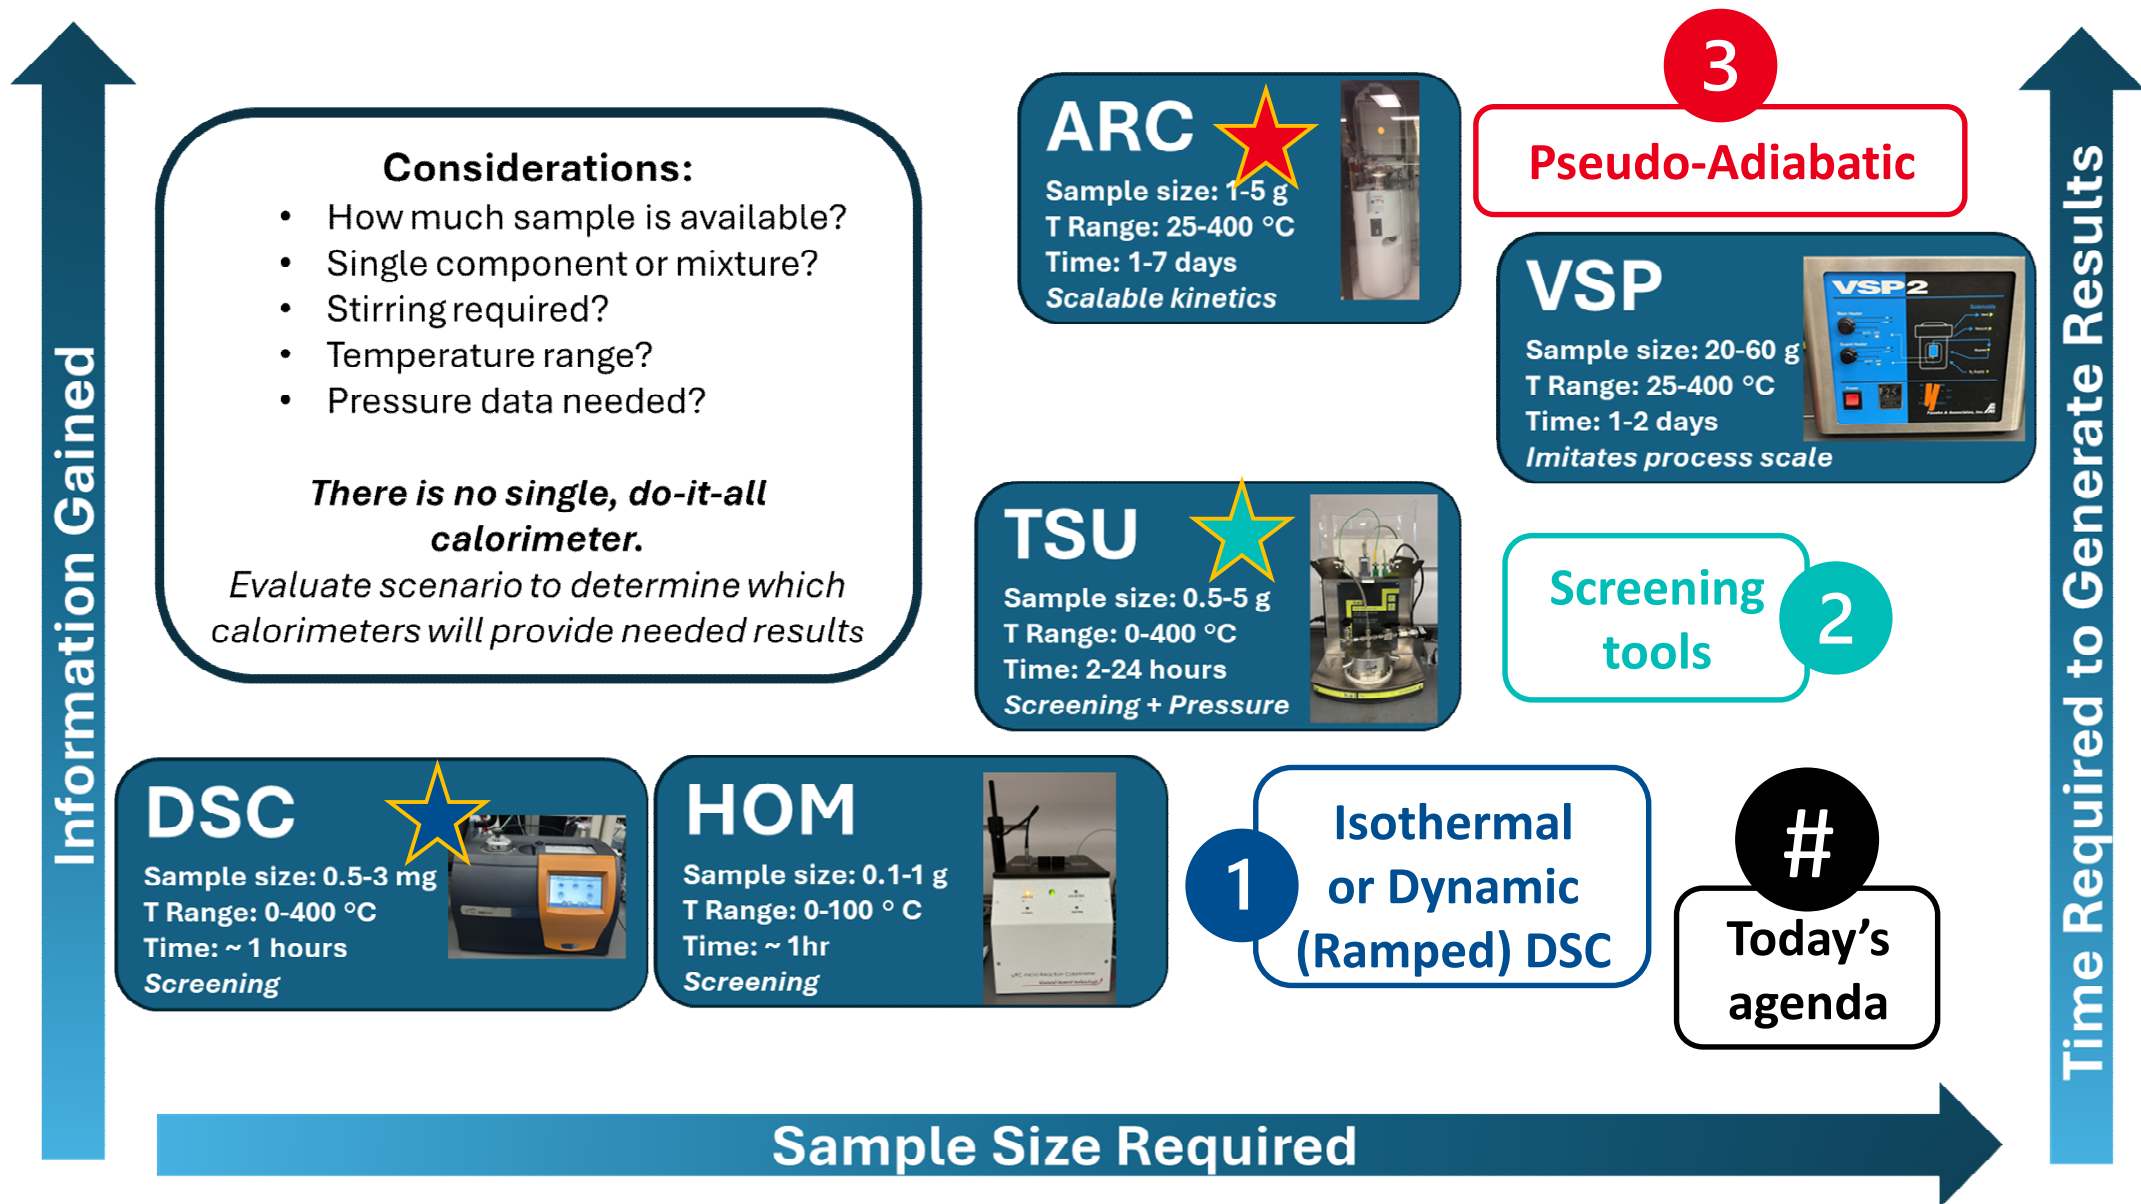 Information Gained
Considerations:
• How much sample is available?
• Single component or mixture?
• Stirring required?
• Temperature range?
• Pressure data needed?
There is no single, do-it-all
calorimeter.
Evaluate scenario to determine which
calorimeters will provide needed results
ARC
Sample size: 1-5 g
T Range: 25-400 °C
Time: 1-7 days
Scalable kinetics
3
Pseudo-Adiabatic
VSP
Sample size: 20-60 g
T Range: 25-400 °C
Time: 1-2 days
Imitates process scale
VSP2
TSU
Sample size: 0.5-5 g
T Range: 0-400 °C
Time: 2-24 hours
Screening + Pressure
Screening
tools
2
DSC
Sample size: 0.5-3 mg
T Range: 0-400 °C
Time: ~ 1 hours
Screening
HOM
Sample size: 0.1-1 g
T Range: 0-100 ° C
Time: ~ 1hr
Screening
1
Isothermal
or Dynamic
(Ramped) DSC
#
Today's
agenda
Sample Size Required
Time Required to Generate Results